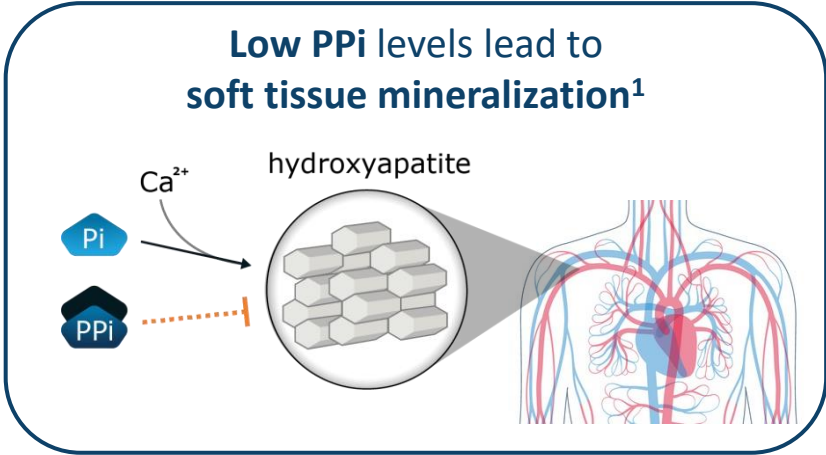 Low PPi levels lead to
soft tissue mineralization¹
hydroxyapatite
Ca²⁺
Pi
PPi